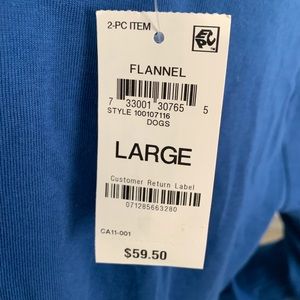 2-PC ITEM
FLANNEL
7 33001 30765 5
STYLE 100107116
DOGS
LARGE
Customer Return Label
071285663280
CA11-001
$59.50